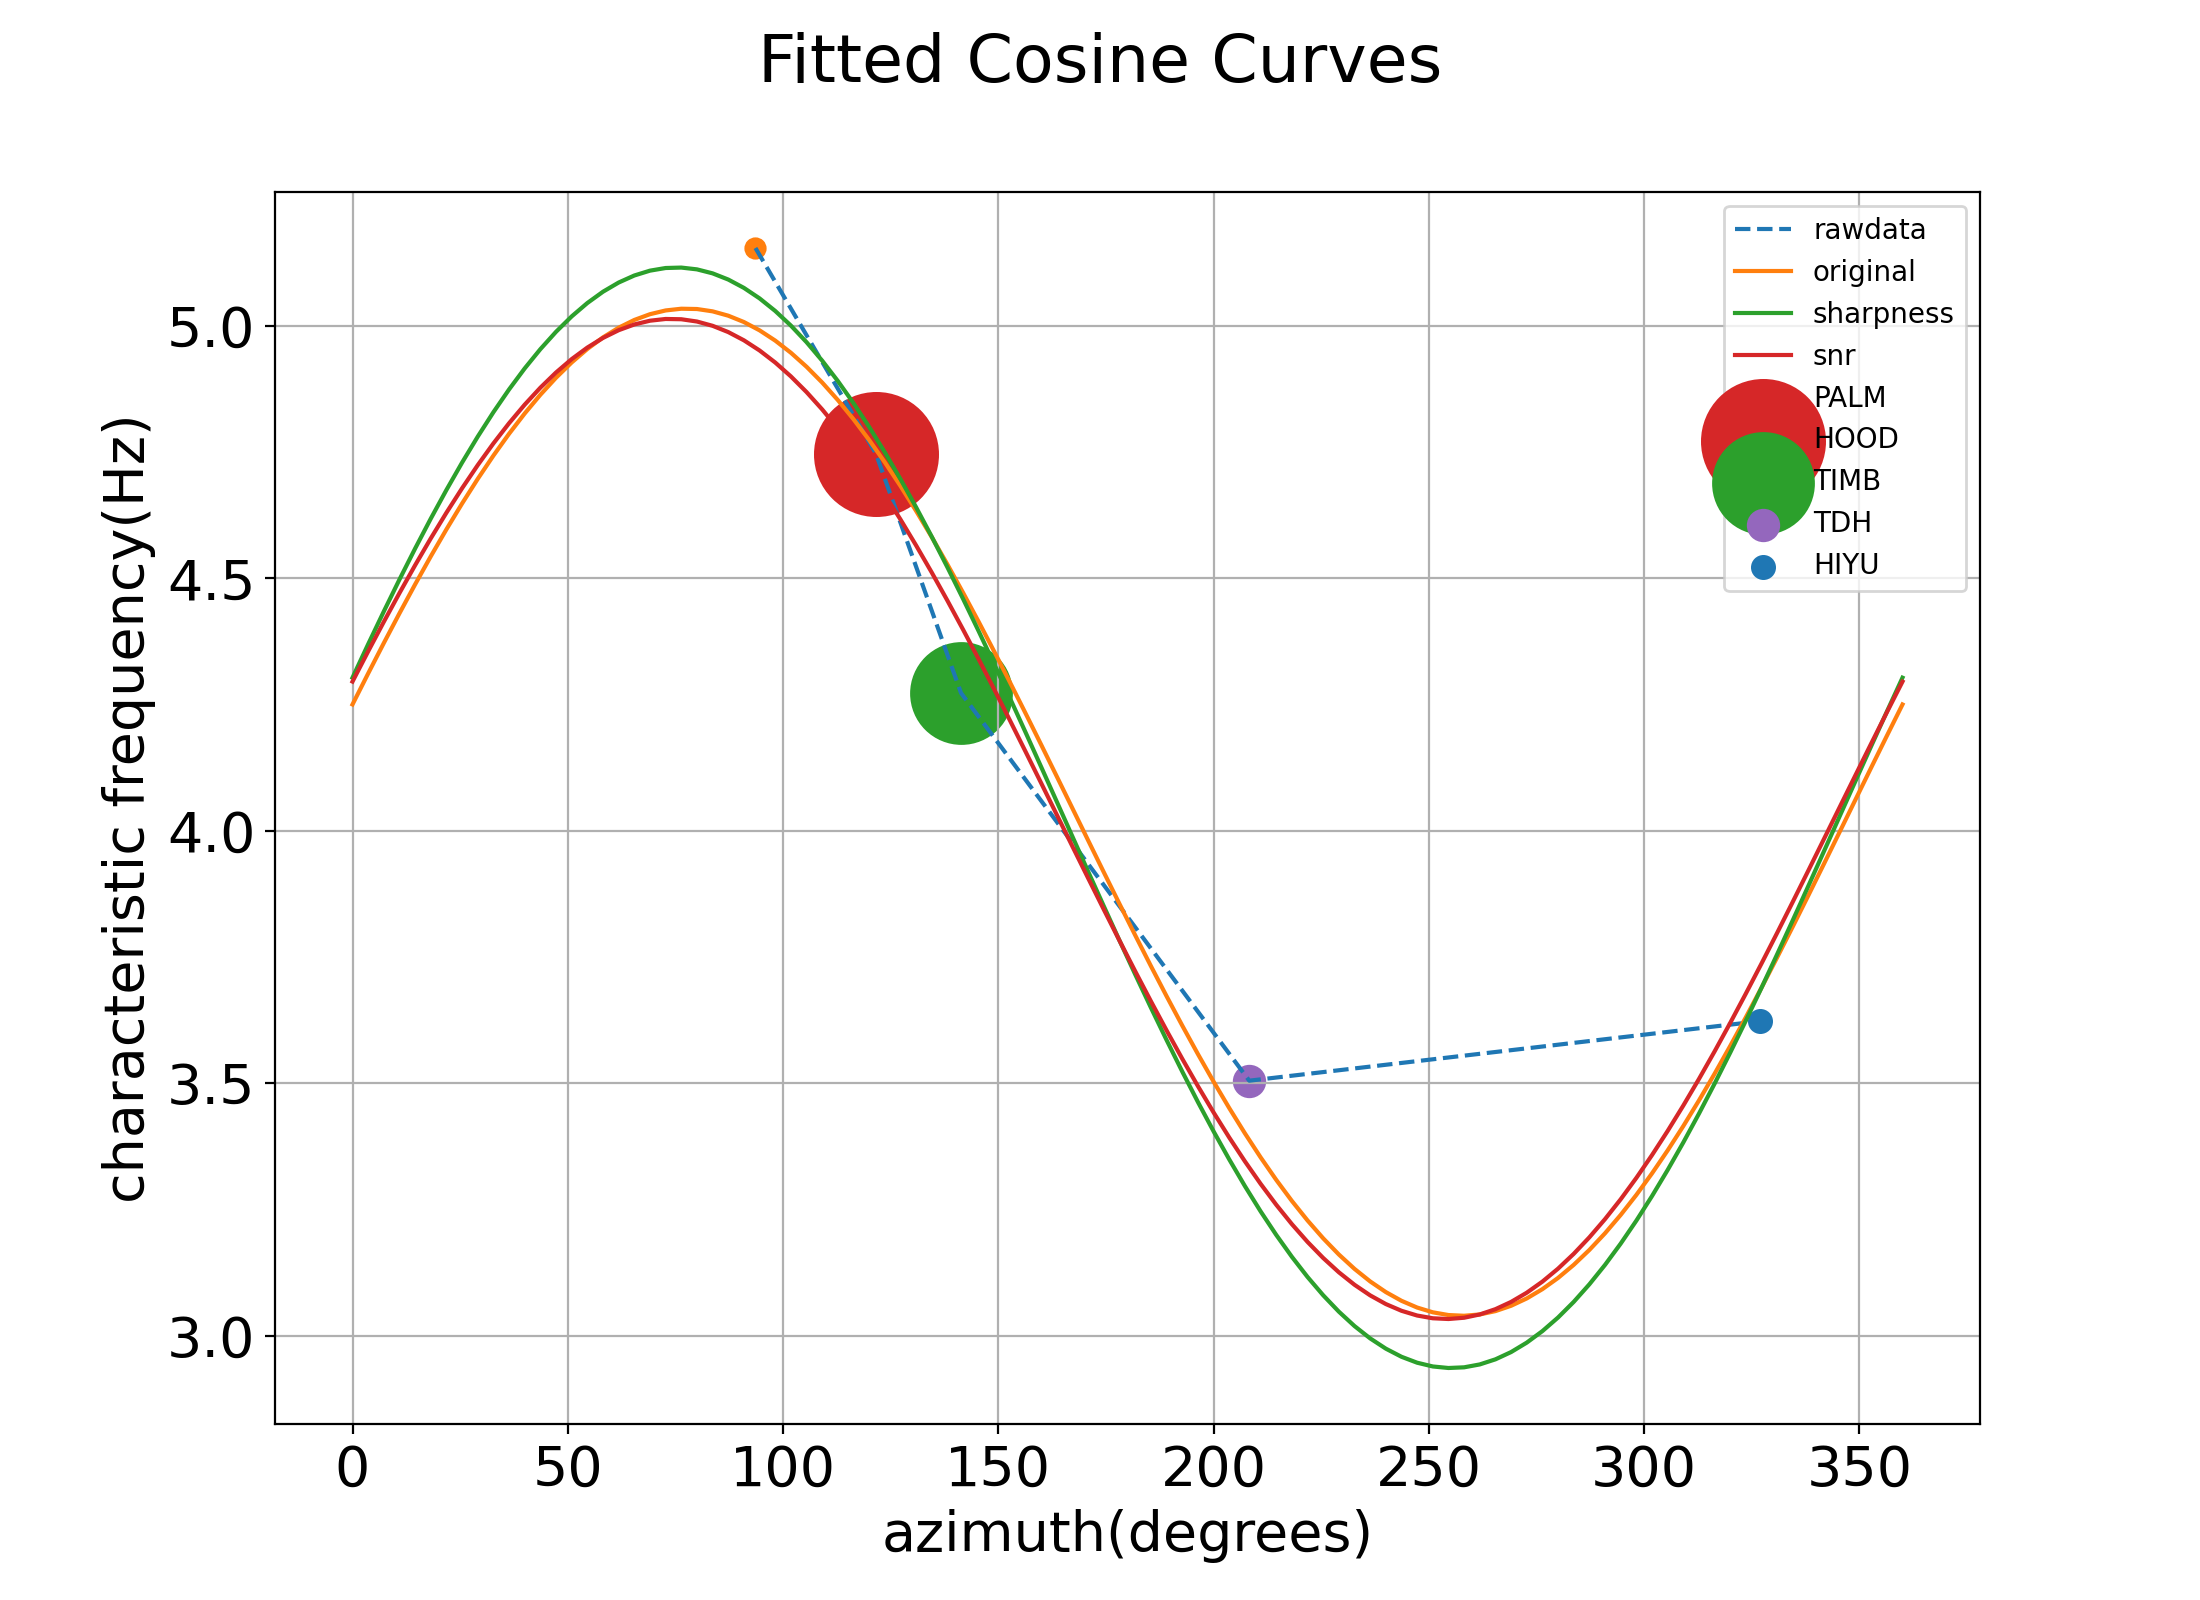 Fitted Cosine Curves
rawdata
original
sharpness
snr
PALM
HOOD
TIMB
TDH
HIYU
characteristic frequency(Hz)
5.0
4.5
4.0
3.5
3.0
0 50 100 150 200 250 300 350
azimuth(degrees)